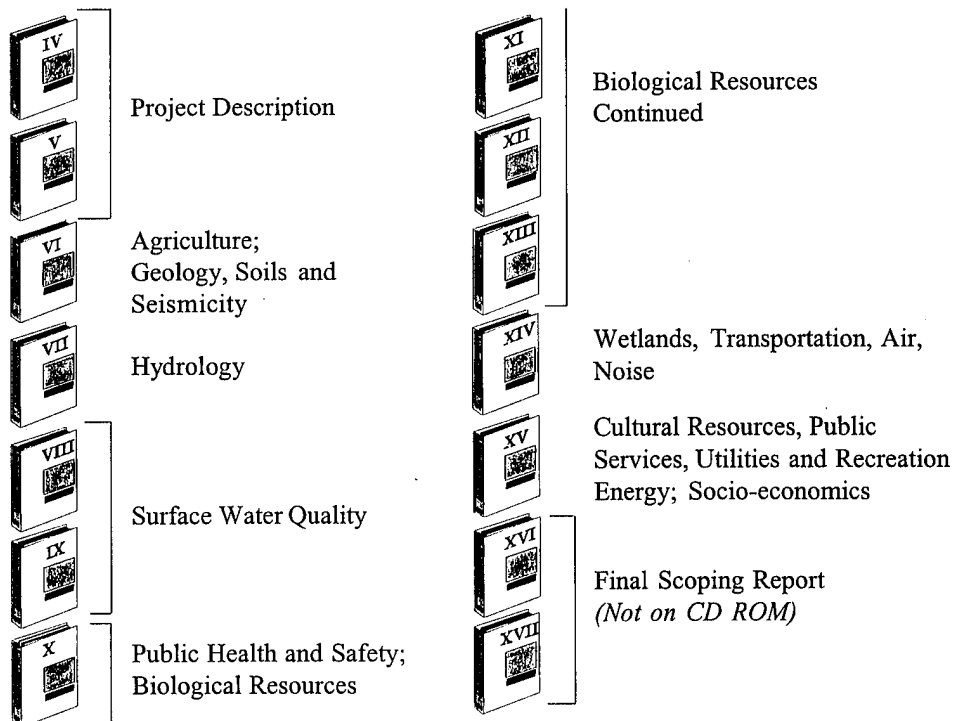 IV
V
Project Description
VI
Agriculture;
Geology, Soils and
Seismicity
VII
Hydrology
VIII
IX
Surface Water Quality
X
Public Health and Safety;
Biological Resources
XI
XII
XIII
Biological Resources
Continued
XIV
Wetlands, Transportation, Air,
Noise
XV
Cultural Resources, Public
Services, Utilities and Recreation
Energy; Socio-economics
XVI
XVII
Final Scoping Report
(Not on CD ROM)